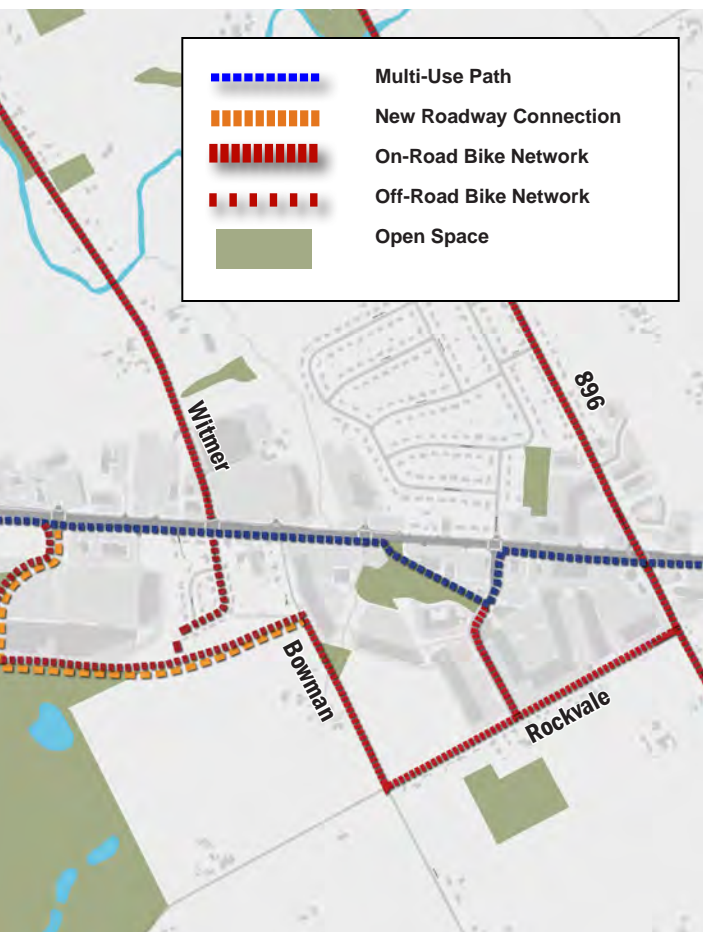 Multi-Use Path
New Roadway Connection
On-Road Bike Network
Off-Road Bike Network
Open Space
896
Witmer
Bowman
Rockvale